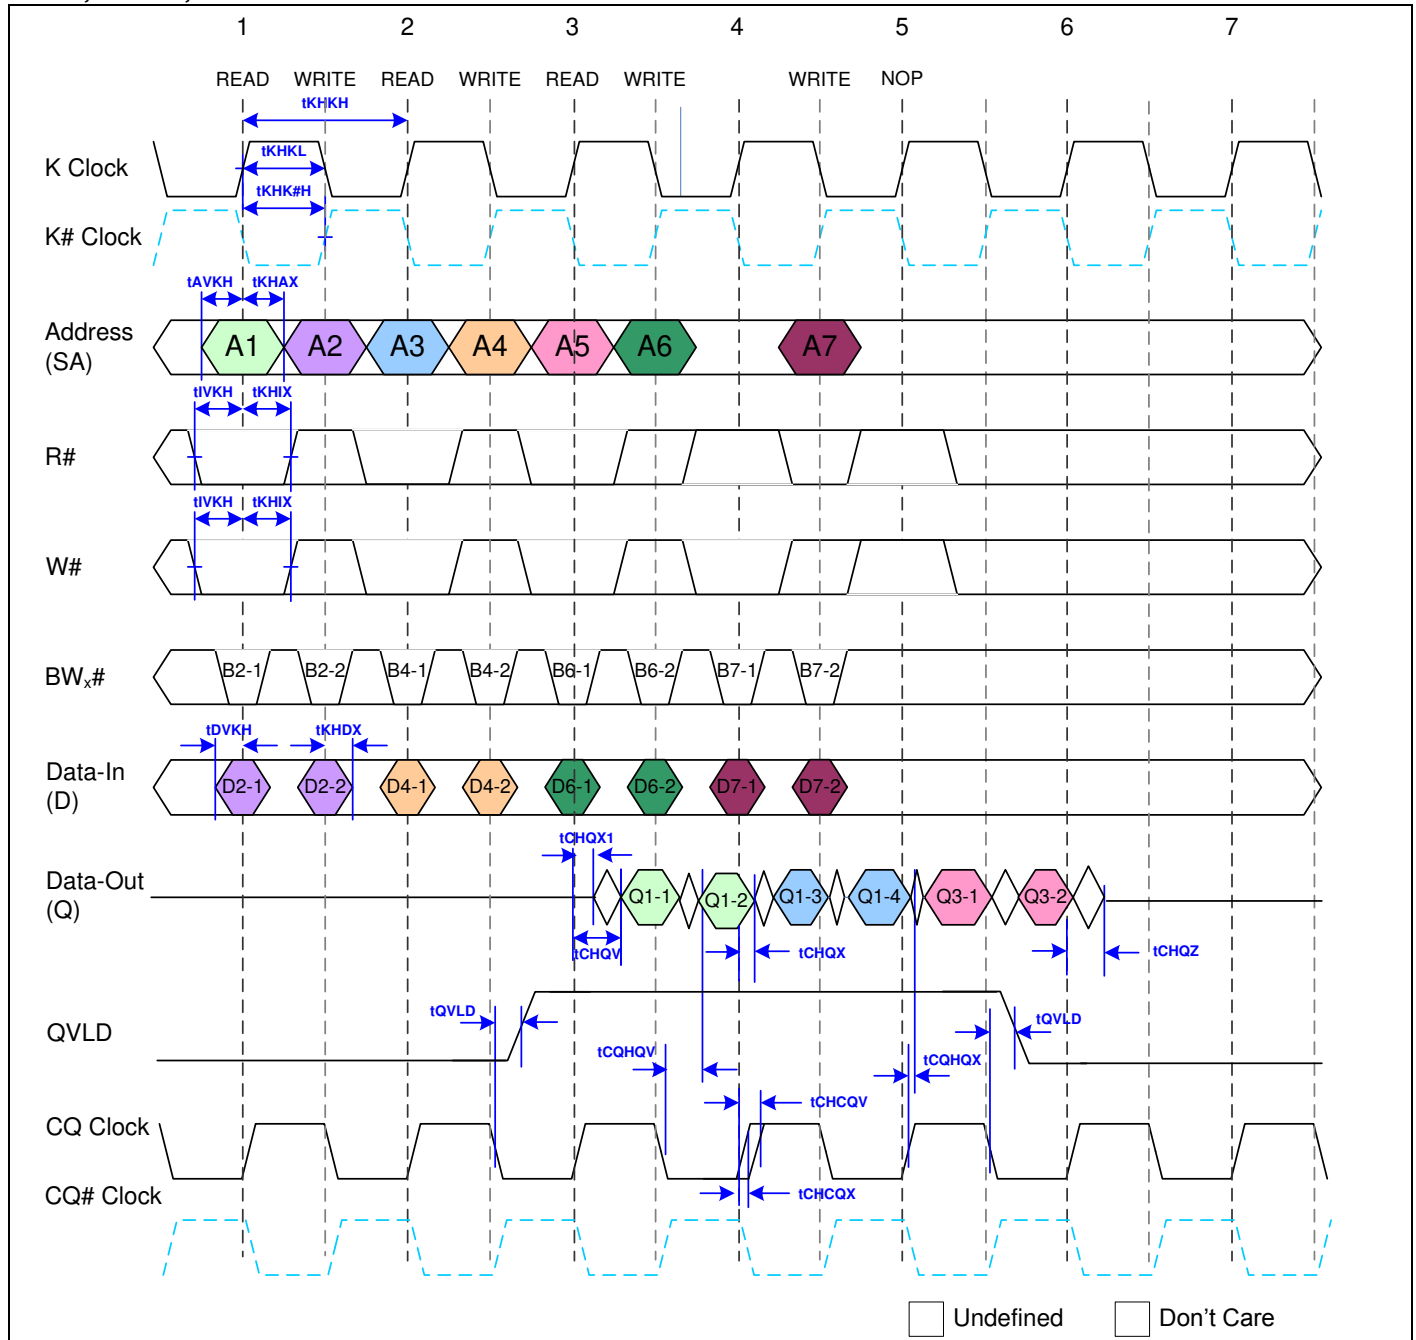 1 2 3 4 5 6 7
READ WRITE READ WRITE READ WRITE WRITE NOP
tKHKH
K Clock
tKHKL
tKHK#H
K# Clock
tAVKH tKHAX
Address
(SA)
A1 A2 A3 A4 A5 A6 A7
tIVKH tKHIX
R#
tIVKH tKHIX
W#
BWx#
B2-1 B2-2 B4-1 B4-2 B6-1 B6-2 B7-1 B7-2
tDVKH tKHDX
Data-In
(D)
D2-1 D2-2 D4-1 D4-2 D6-1 D6-2 D7-1 D7-2
tCHQX1
Data-Out
(Q)
Q1-1 Q1-2 Q1-3 Q1-4 Q3-1 Q3-2
tCHQV tCHQX tCHQZ
QVLD
tQVLD tQVLD
tCQHQV tCQHQX
tCHCQV
CQ Clock
CQ# Clock
tCHCQX
Undefined Don't Care